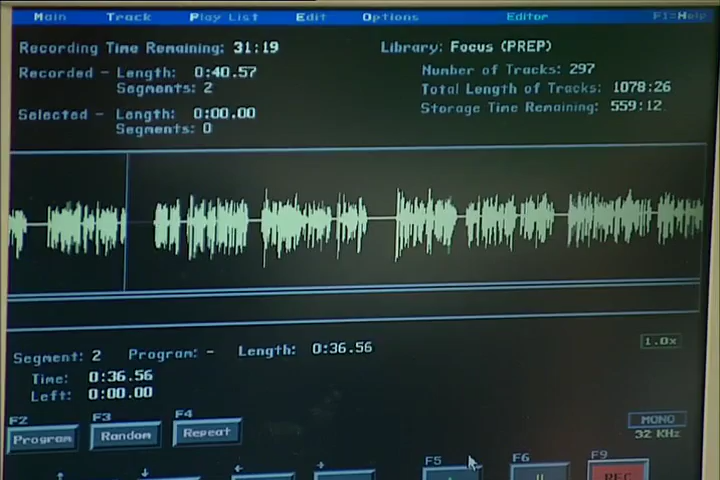 Main Track Play List Edit Options Editor F1=Help
Recording Time Remaining: 31:19
Library: Focus (PREP)
Recorded - Length: 0:40.57
Segments: 2
Number of Tracks: 297
Total Length of Tracks: 1078:26
Storage Time Remaining: 559:12
Selected - Length: 0:00.00
Segments: 0
1.0x
Segment: 2 Program: - Length: 0:36.56
Time: 0:36.56
Left: 0:00.00
MONO
32 KHz
F2 F3 F4
Program Random Repeat
F5 F6 F9
REC